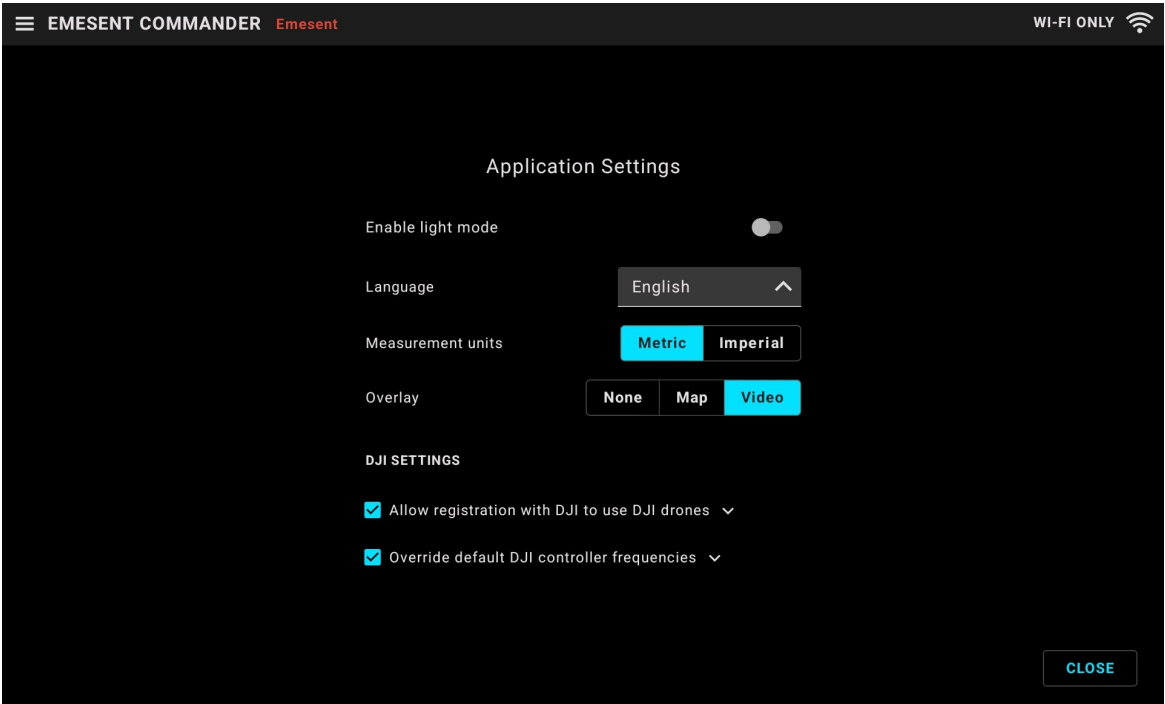 EMESENT COMMANDER Emesent WI-FI ONLY
Application Settings
Enable light mode
Language English
Measurement units Metric Imperial
Overlay None Map Video
DJI SETTINGS
Allow registration with DJI to use DJI drones
Override default DJI controller frequencies
CLOSE